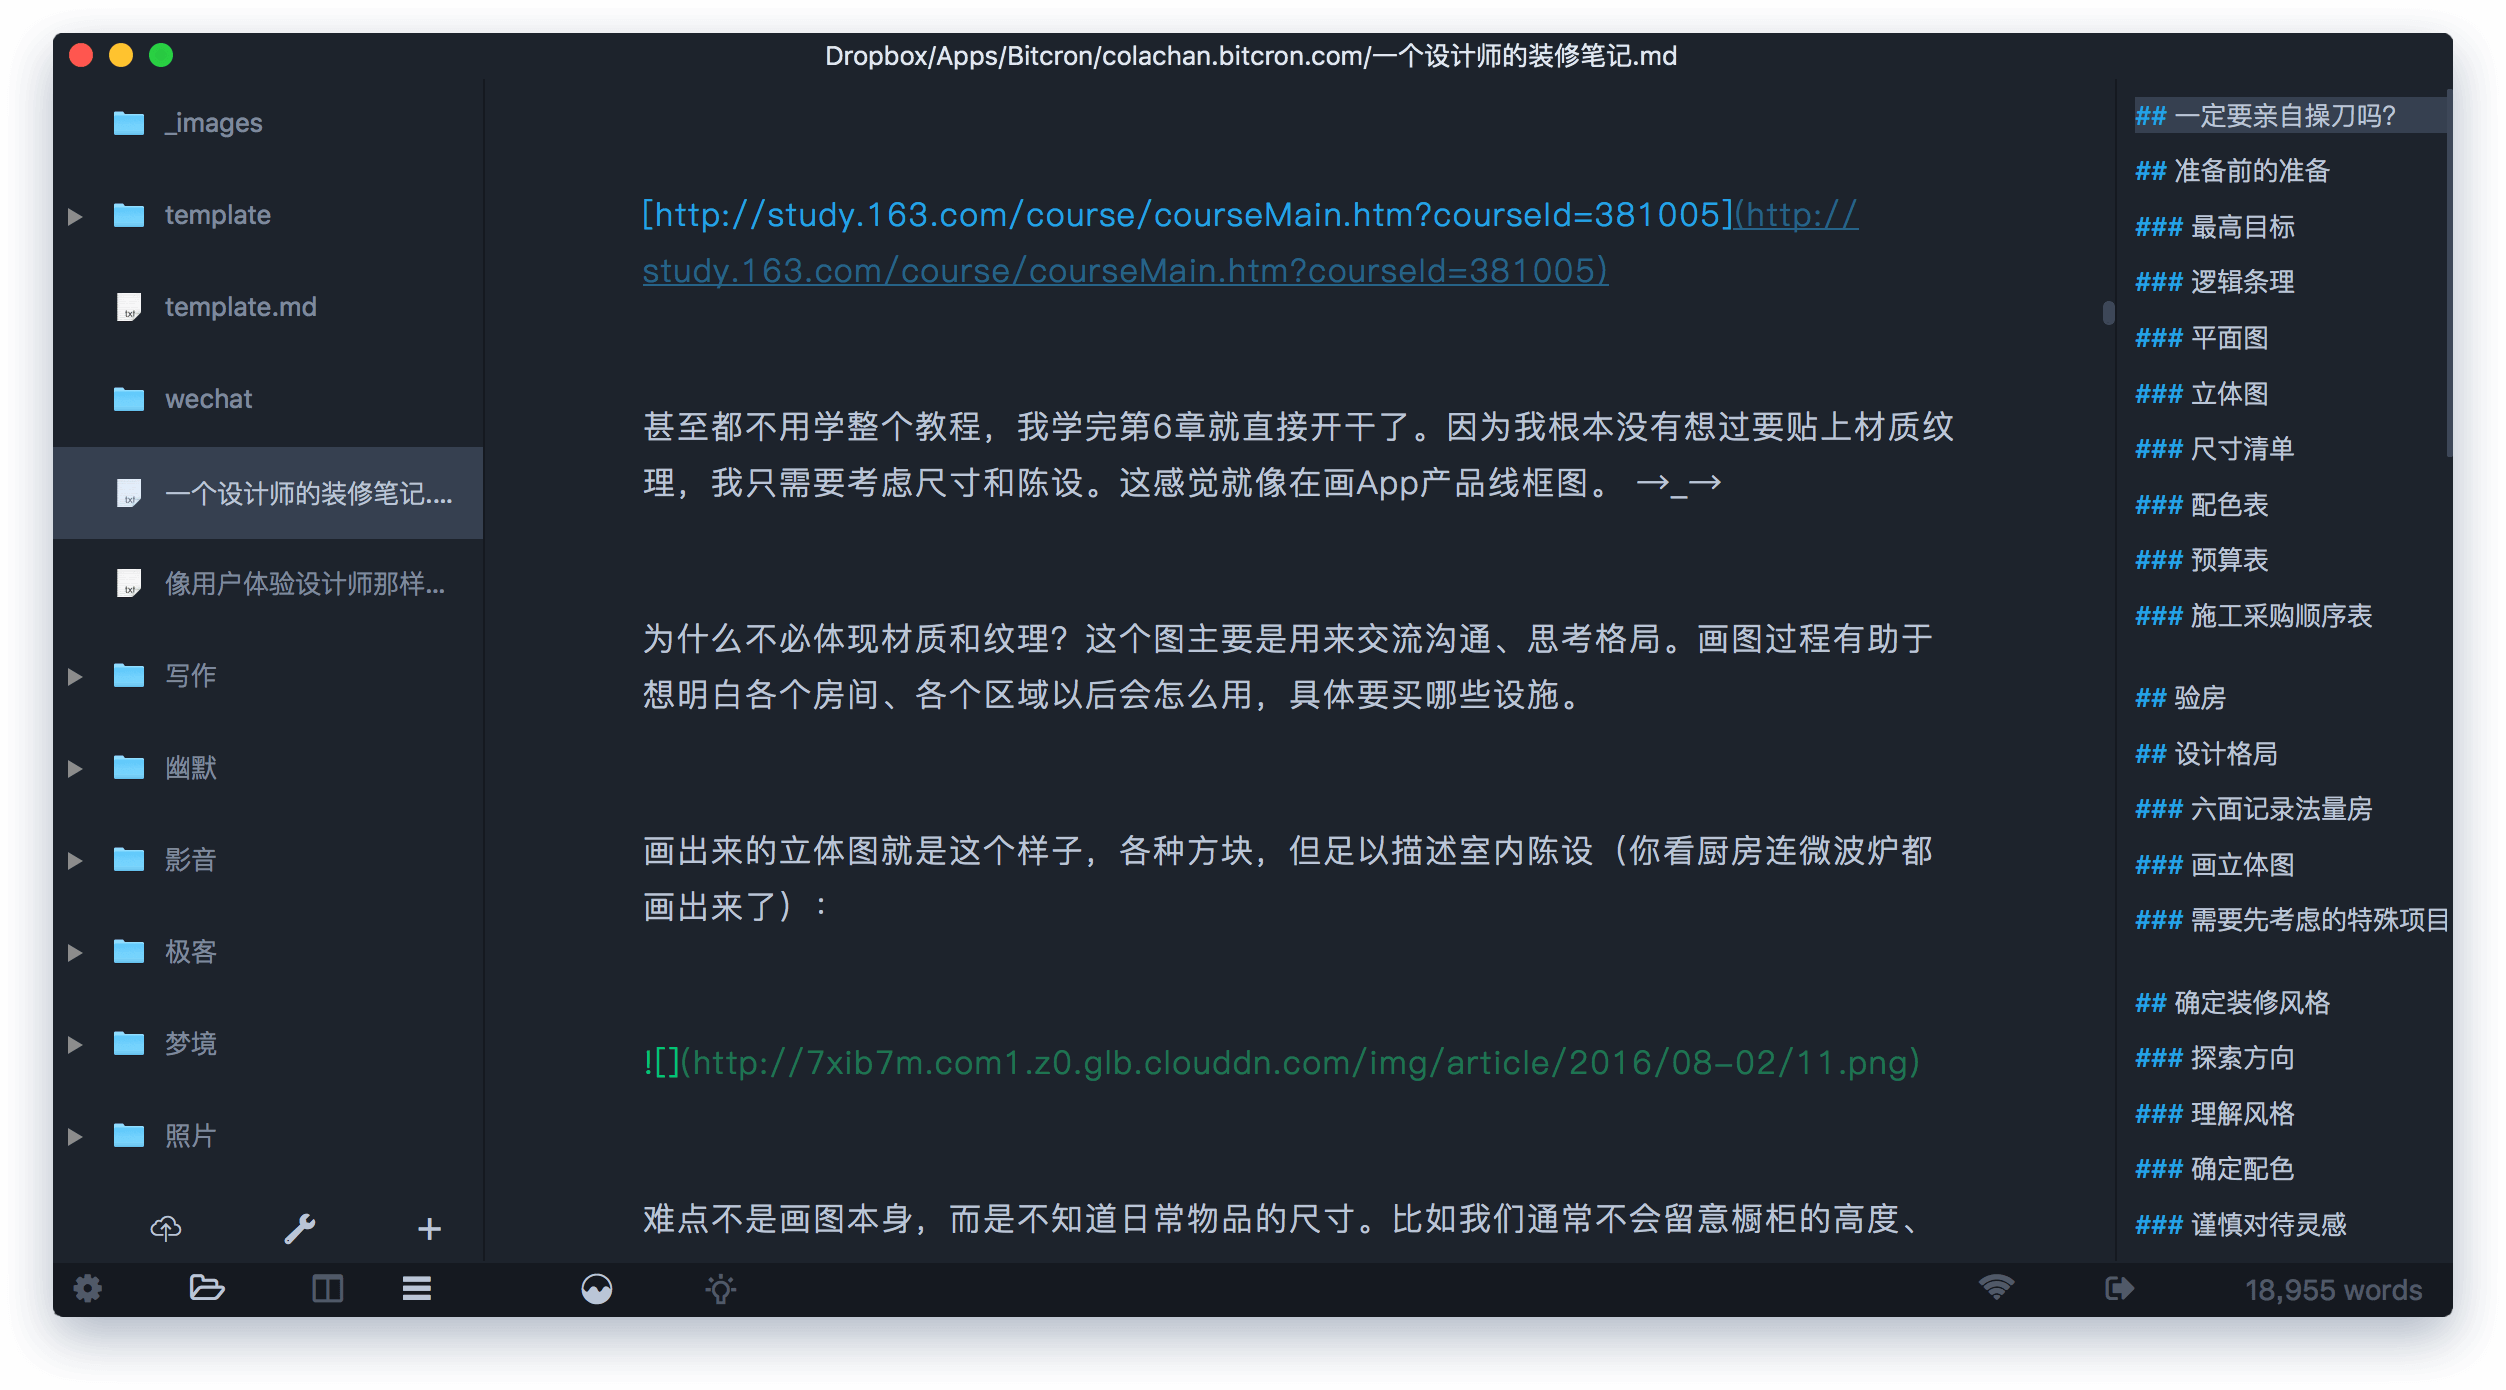 Dropbox/Apps/Bitcron/colachan.bitcron.com/一个设计师的装修笔记.md
_images
template
template.md
wechat
一个设计师的装修笔记....
像用户体验设计师那样...
写作
幽默
影音
极客
梦境
照片
[http://study.163.com/course/courseMain.htm?courseId=381005](http://
study.163.com/course/courseMain.htm?courseId=381005)
甚至都不用学整个教程，我学完第6章就直接开干了。因为我根本没有想过要贴上材质纹
理，我只需要考虑尺寸和陈设。这感觉就像在画App产品线框图。 →_→
为什么不必体现材质和纹理？这个图主要是用来交流沟通、思考格局。画图过程有助于
想明白各个房间、各个区域以后会怎么用，具体要买哪些设施。
画出来的立体图就是这个样子，各种方块，但足以描述室内陈设（你看厨房连微波炉都
画出来了）：
![](http://7xib7m.com1.z0.glb.clouddn.com/img/article/2016/08-02/11.png)
难点不是画图本身，而是不知道日常物品的尺寸。比如我们通常不会留意橱柜的高度、
## 一定要亲自操刀吗？
## 准备前的准备
### 最高目标
### 逻辑条理
### 平面图
### 立体图
### 尺寸清单
### 配色表
### 预算表
### 施工采购顺序表
## 验房
## 设计格局
### 六面记录法量房
### 画立体图
### 需要先考虑的特殊项目
## 确定装修风格
### 探索方向
### 理解风格
### 确定配色
### 谨慎对待灵感
18,955 words